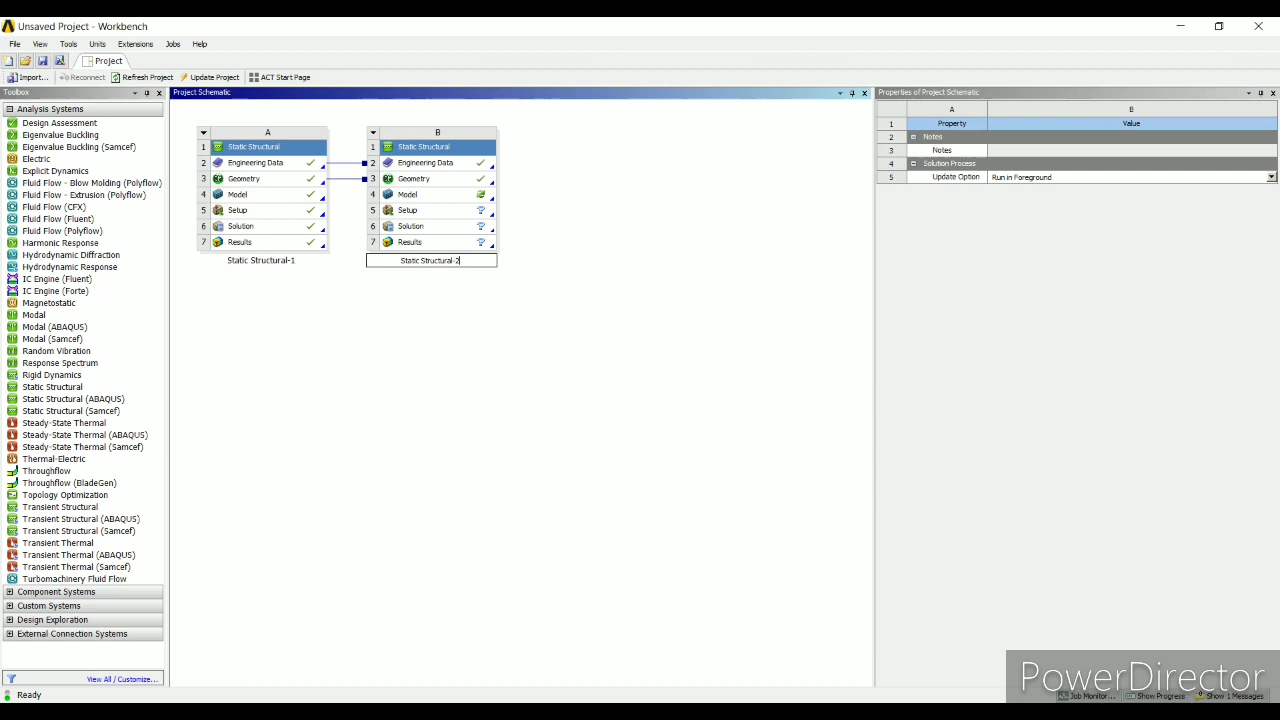 Unsaved Project - Workbench
File View Tools Units Extensions Jobs Help
Project
Import... Reconnect Refresh Project Update Project ACT Start Page
Toolbox
Analysis Systems
Design Assessment
Eigenvalue Buckling
Eigenvalue Buckling (Samcef)
Electric
Explicit Dynamics
Fluid Flow - Blow Molding (Polyflow)
Fluid Flow - Extrusion (Polyflow)
Fluid Flow (CFX)
Fluid Flow (Fluent)
Fluid Flow (Polyflow)
Harmonic Response
Hydrodynamic Diffraction
Hydrodynamic Response
IC Engine (Fluent)
IC Engine (Forte)
Magnetostatic
Modal
Modal (ABAQUS)
Modal (Samcef)
Random Vibration
Response Spectrum
Rigid Dynamics
Static Structural
Static Structural (ABAQUS)
Static Structural (Samcef)
Steady-State Thermal
Steady-State Thermal (ABAQUS)
Steady-State Thermal (Samcef)
Thermal-Electric
Throughflow
Throughflow (BladeGen)
Topology Optimization
Transient Structural
Transient Structural (ABAQUS)
Transient Structural (Samcef)
Transient Thermal
Transient Thermal (ABAQUS)
Transient Thermal (Samcef)
Turbomachinery Fluid Flow
Component Systems
Custom Systems
Design Exploration
External Connection Systems
View All / Customize...
Project Schematic
A
1 Static Structural
2 Engineering Data
3 Geometry
4 Model
5 Setup
6 Solution
7 Results
Static Structural-1
B
1 Static Structural
2 Engineering Data
3 Geometry
4 Model
5 Setup
6 Solution
7 Results
Static Structural-2
Properties of Project Schematic
A B
1 Property Value
2 Notes
3 Notes
4 Solution Process
5 Update Option Run in Foreground
PowerDirector
Ready
Job Monitor... Show Progress Show 1 Messages